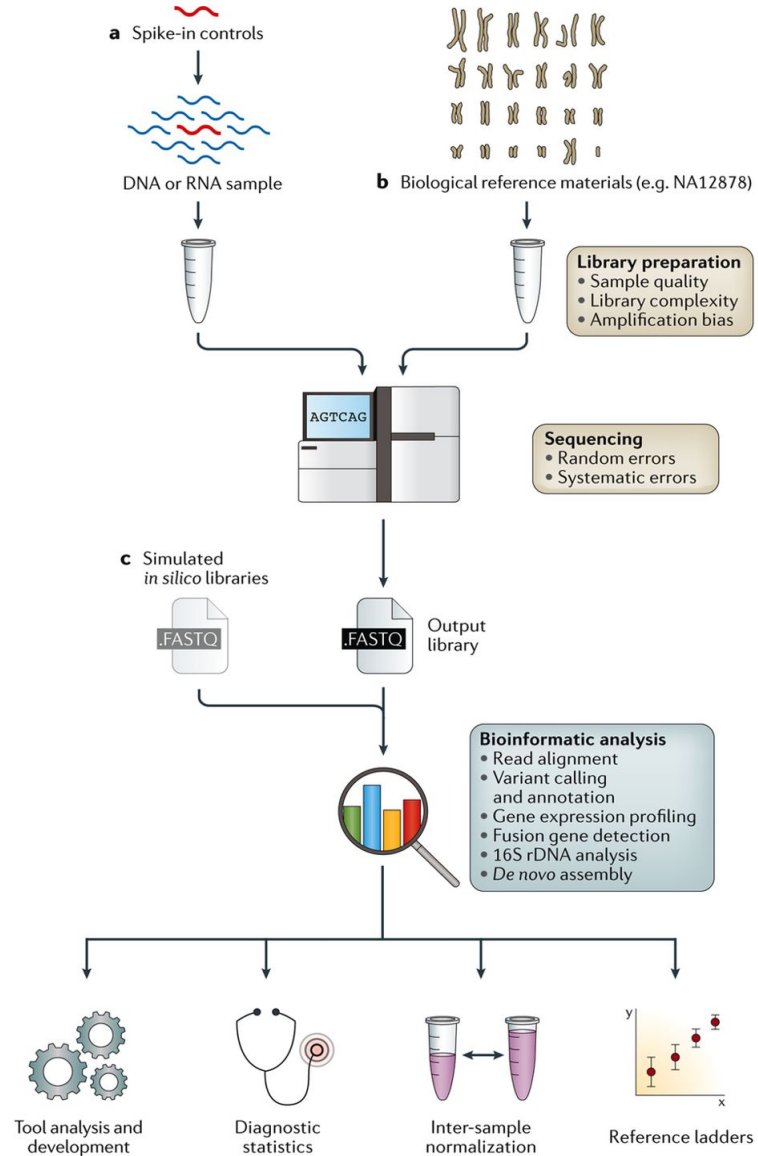 a Spike-in controls
DNA or RNA sample
b Biological reference materials (e.g. NA12878)
Library preparation
• Sample quality
• Library complexity
• Amplification bias
AGTCAG
Sequencing
• Random errors
• Systematic errors
c Simulated
in silico libraries
.FASTQ
.FASTQ
Output
library
Bioinformatic analysis
• Read alignment
• Variant calling
and annotation
• Gene expression profiling
• Fusion gene detection
• 16S rDNA analysis
• De novo assembly
Tool analysis and
development
Diagnostic
statistics
Inter-sample
normalization
y
x
Reference ladders